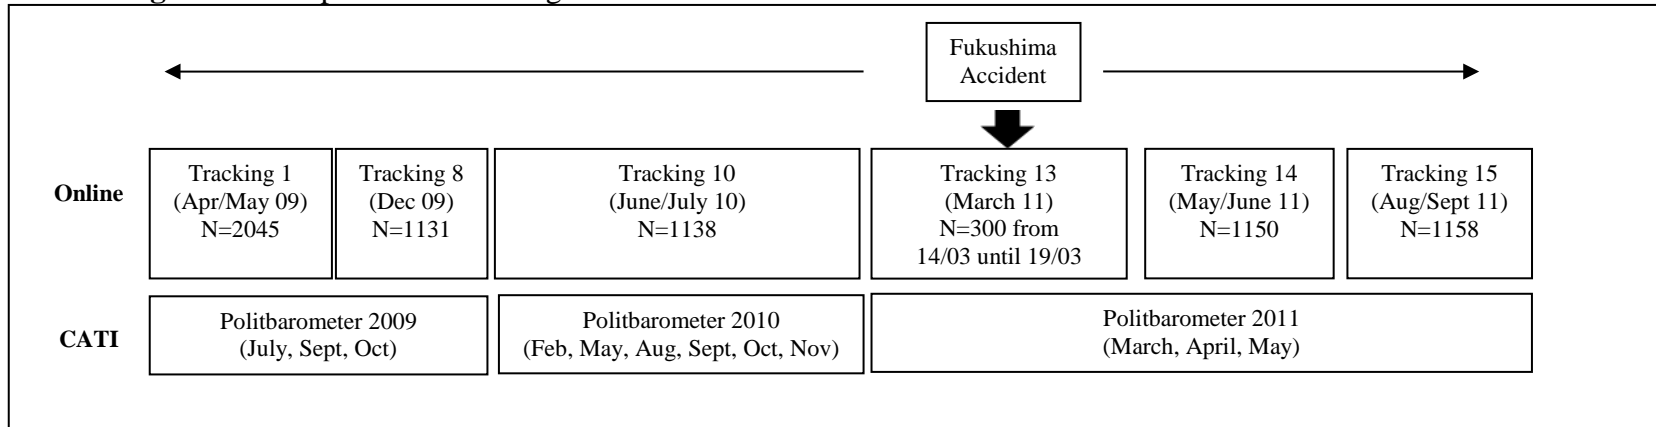 Fukushima
Accident
Online
Tracking 1
(Apr/May 09)
N=2045
Tracking 8
(Dec 09)
N=1131
Tracking 10
(June/July 10)
N=1138
Tracking 13
(March 11)
N=300 from
14/03 until 19/03
Tracking 14
(May/June 11)
N=1150
Tracking 15
(Aug/Sept 11)
N=1158
CATI
Politbarometer 2009
(July, Sept, Oct)
Politbarometer 2010
(Feb, May, Aug, Sept, Oct, Nov)
Politbarometer 2011
(March, April, May)